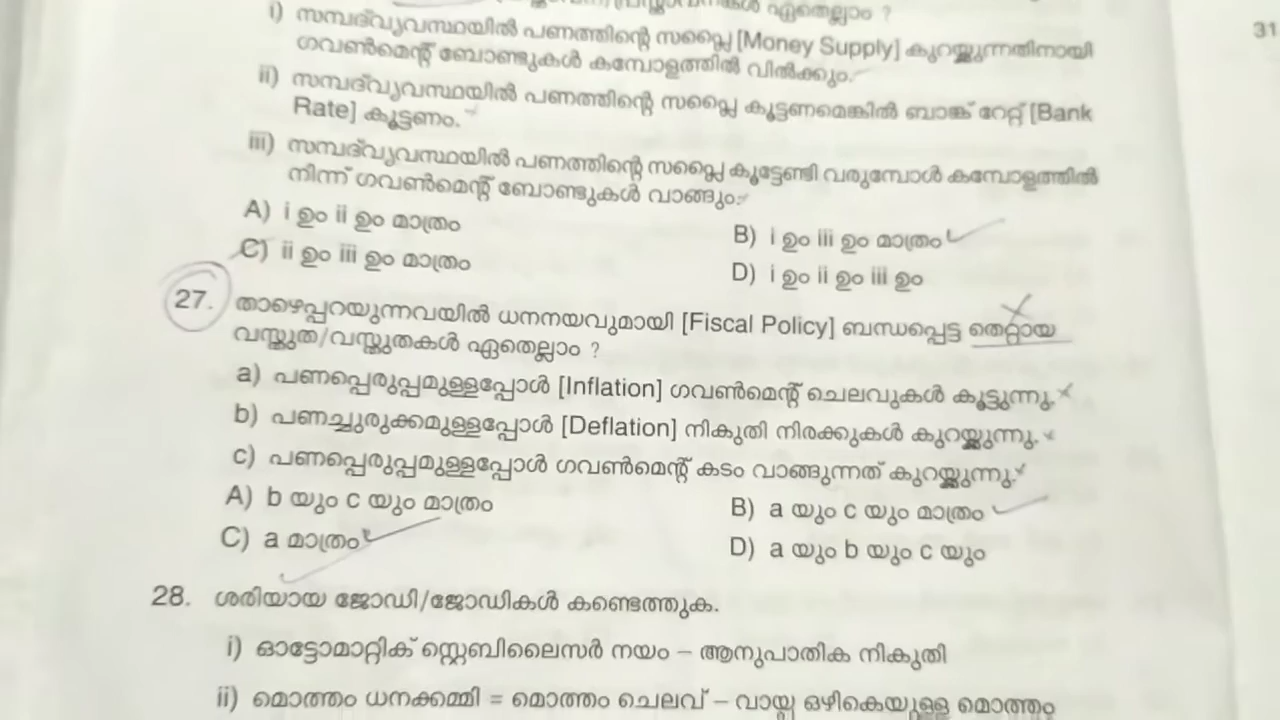 ഏതെല്ലാം ?
31
i) സമ്പദ്‌വ്യവസ്ഥയിൽ പണത്തിന്റെ സപ്ലൈ [Money Supply] കുറയ്ക്കുന്നതിനായി
ഗവൺമെന്റ് ബോണ്ടുകൾ കമ്പോളത്തിൽ വിൽക്കും.
ii) സമ്പദ്‌വ്യവസ്ഥയിൽ പണത്തിന്റെ സപ്ലൈ കൂട്ടണമെങ്കിൽ ബാങ്ക് റേറ്റ് [Bank
Rate] കൂട്ടണം.
iii) സമ്പദ്‌വ്യവസ്ഥയിൽ പണത്തിന്റെ സപ്ലൈ കൂട്ടേണ്ടി വരുമ്പോൾ കമ്പോളത്തിൽ
നിന്ന് ഗവൺമെന്റ് ബോണ്ടുകൾ വാങ്ങും.
A) i ഉം ii ഉം മാത്രം
B) i ഉം iii ഉം മാത്രം
C) ii ഉം iii ഉം മാത്രം
D) i ഉം ii ഉം iii ഉം
27. താഴെപ്പറയുന്നവയിൽ ധനനയവുമായി [Fiscal Policy] ബന്ധപ്പെട്ട തെറ്റായ
വസ്തുത/വസ്തുതകൾ ഏതെല്ലാം ?
a) പണപ്പെരുപ്പമുള്ളപ്പോൾ [Inflation] ഗവൺമെന്റ് ചെലവുകൾ കൂട്ടുന്നു.
b) പണച്ചുരുക്കമുള്ളപ്പോൾ [Deflation] നികുതി നിരക്കുകൾ കുറയ്ക്കുന്നു.
c) പണപ്പെരുപ്പമുള്ളപ്പോൾ ഗവൺമെന്റ് കടം വാങ്ങുന്നത് കുറയ്ക്കുന്നു.
A) b യും c യും മാത്രം
B) a യും c യും മാത്രം
C) a മാത്രം
D) a യും b യും c യും
28. ശരിയായ ജോഡി/ജോഡികൾ കണ്ടെത്തുക.
i) ഓട്ടോമാറ്റിക് സ്റ്റെബിലൈസർ നയം – ആനുപാതിക നികുതി
ii) മൊത്തം ധനക്കമ്മി = മൊത്തം ചെലവ് – വായ്പ ഒഴികെയുള്ള മൊത്തം